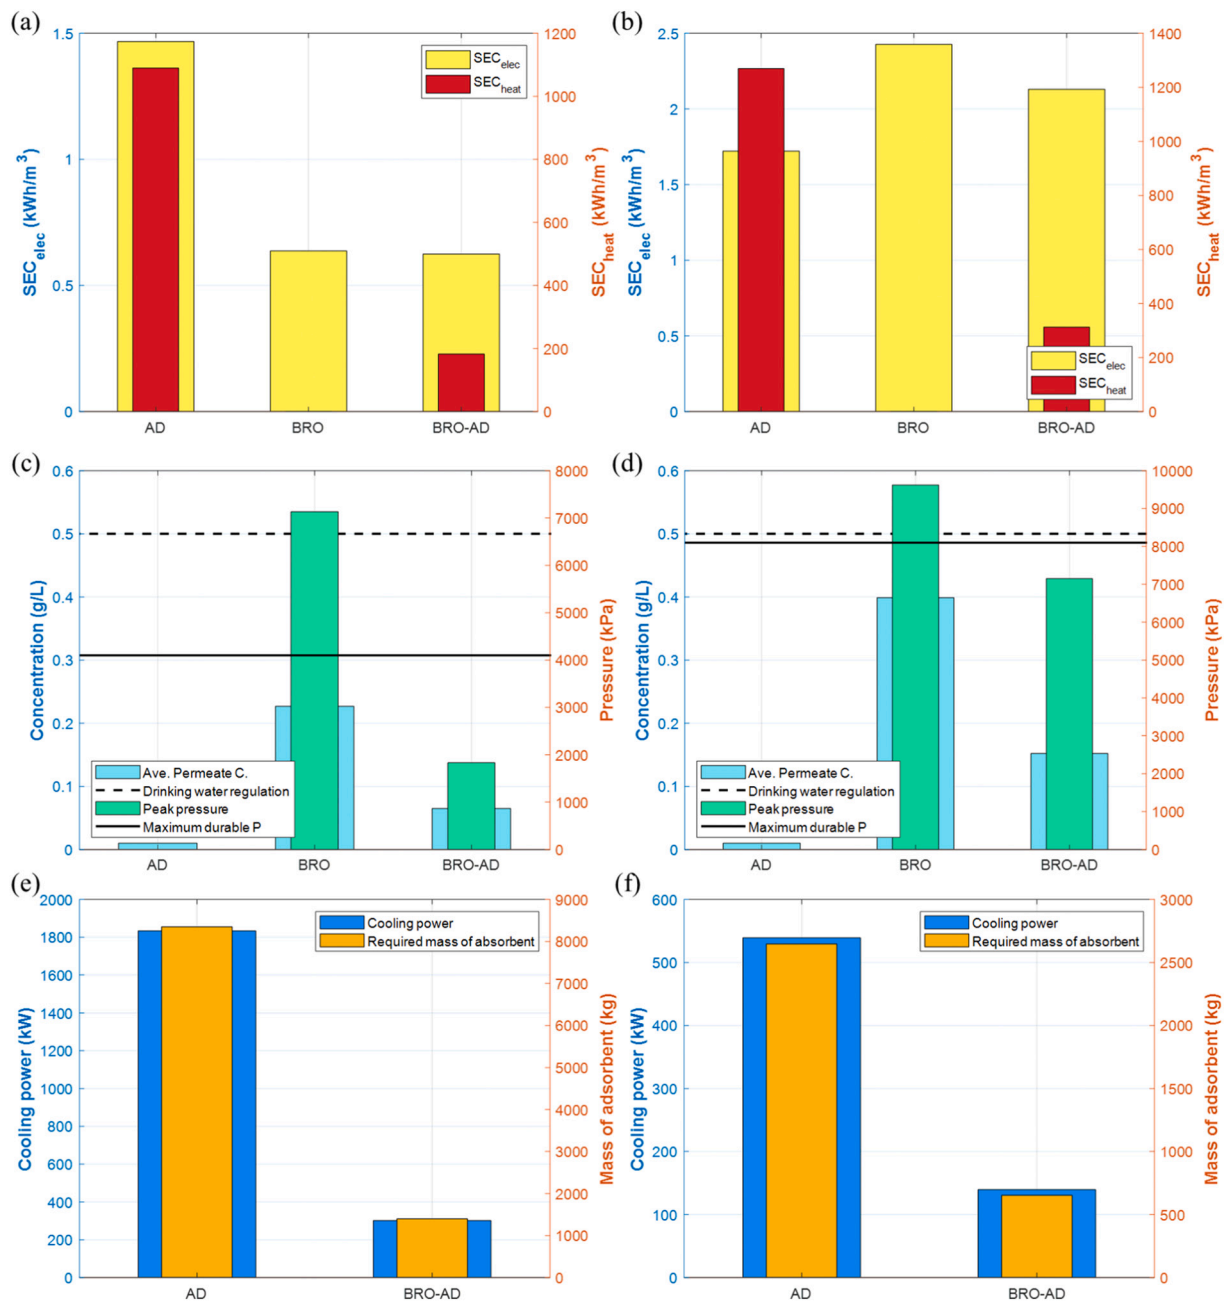 (a)
1.5
1
0.5
0
SEC_elec (kWh/m³)
1200
1000
800
600
400
200
0
SEC_heat (kWh/m³)
SEC_elec
SEC_heat
AD BRO BRO-AD
(b)
2.5
2
1.5
1
0.5
0
SEC_elec (kWh/m³)
1400
1200
1000
800
600
400
200
0
SEC_heat (kWh/m³)
SEC_elec
SEC_heat
AD BRO BRO-AD
(c)
0.6
0.5
0.4
0.3
0.2
0.1
0
Concentration (g/L)
8000
7000
6000
5000
4000
3000
2000
1000
0
Pressure (kPa)
Ave. Permeate C.
Drinking water regulation
Peak pressure
Maximum durable P
AD BRO BRO-AD
(d)
0.6
0.5
0.4
0.3
0.2
0.1
0
Concentration (g/L)
10000
9000
8000
7000
6000
5000
4000
3000
2000
1000
0
Pressure (kPa)
Ave. Permeate C.
Drinking water regulation
Peak pressure
Maximum durable P
AD BRO BRO-AD
(e)
2000
1800
1600
1400
1200
1000
800
600
400
200
0
Cooling power (kW)
9000
8000
7000
6000
5000
4000
3000
2000
1000
0
Mass of adsorbent (kg)
Cooling power
Required mass of absorbent
AD BRO-AD
(f)
600
500
400
300
200
100
0
Cooling power (kW)
3000
2500
2000
1500
1000
500
0
Mass of adsorbent (kg)
Cooling power
Required mass of absorbent
AD BRO-AD